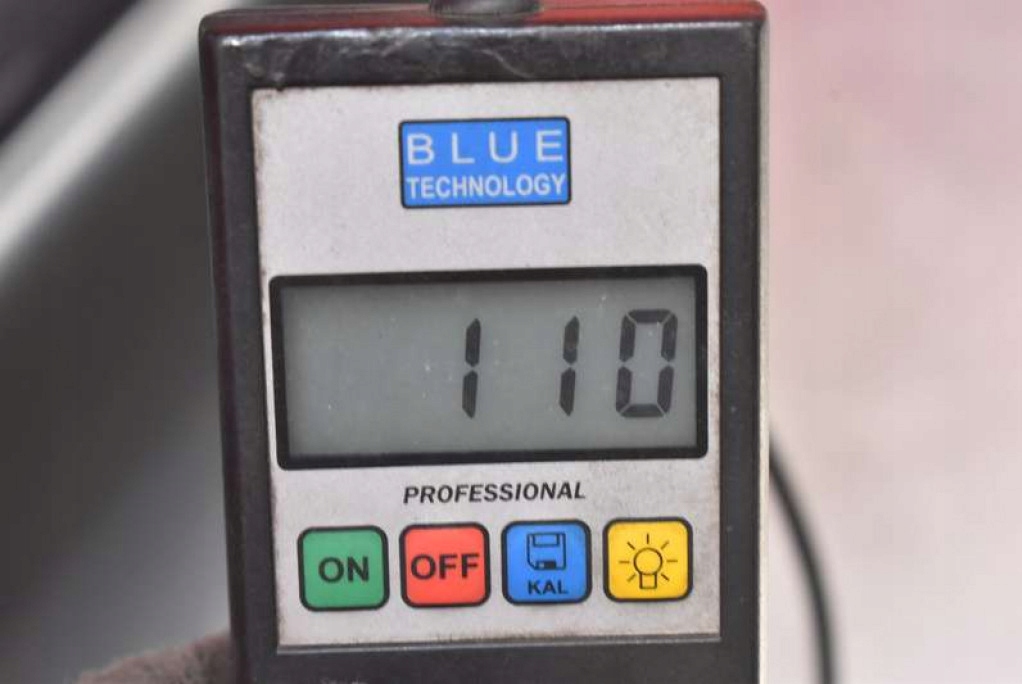 BLUE
TECHNOLOGY
110
PROFESSIONAL
ON OFF KAL